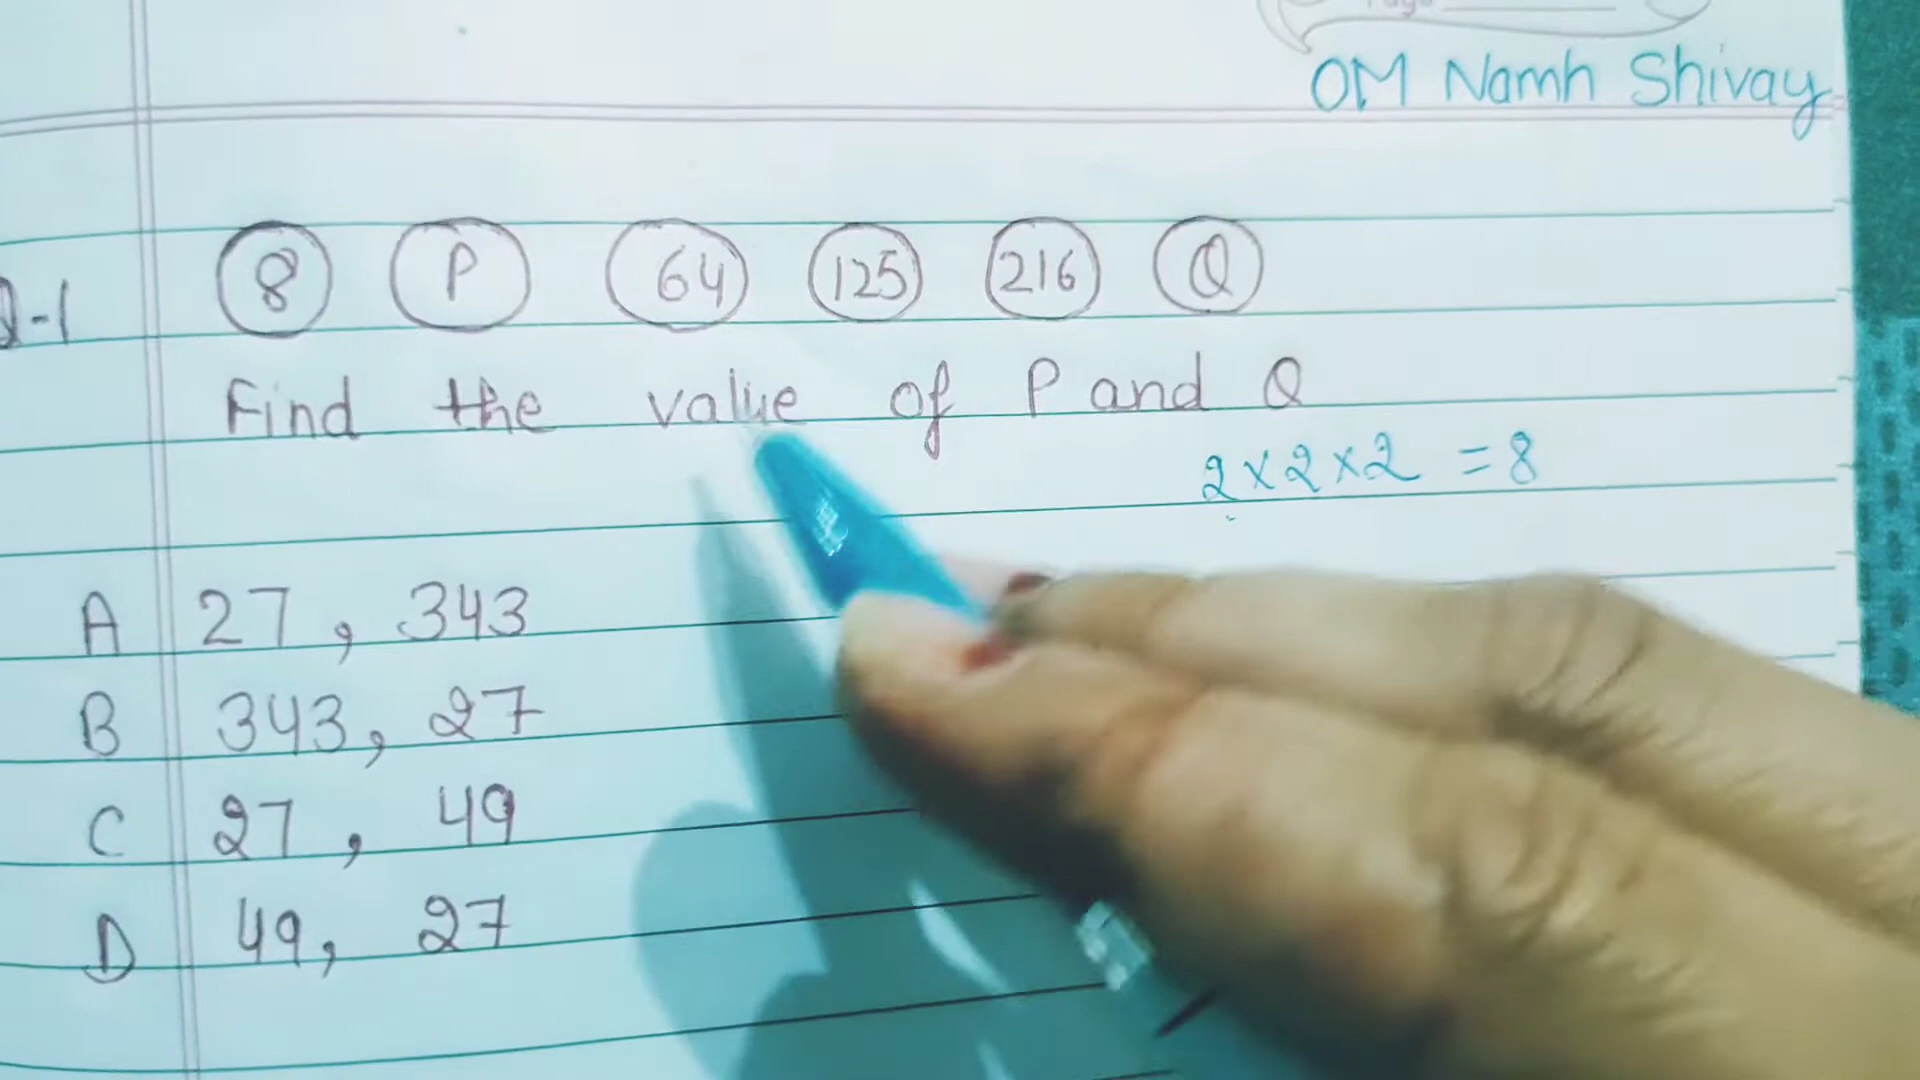 OM Namh Shivay
8 P 64 125 216 Q
Find the value of P and Q
2×2×2 =8
A 27, 343
B 343, 27
C 27, 49
D 49, 27